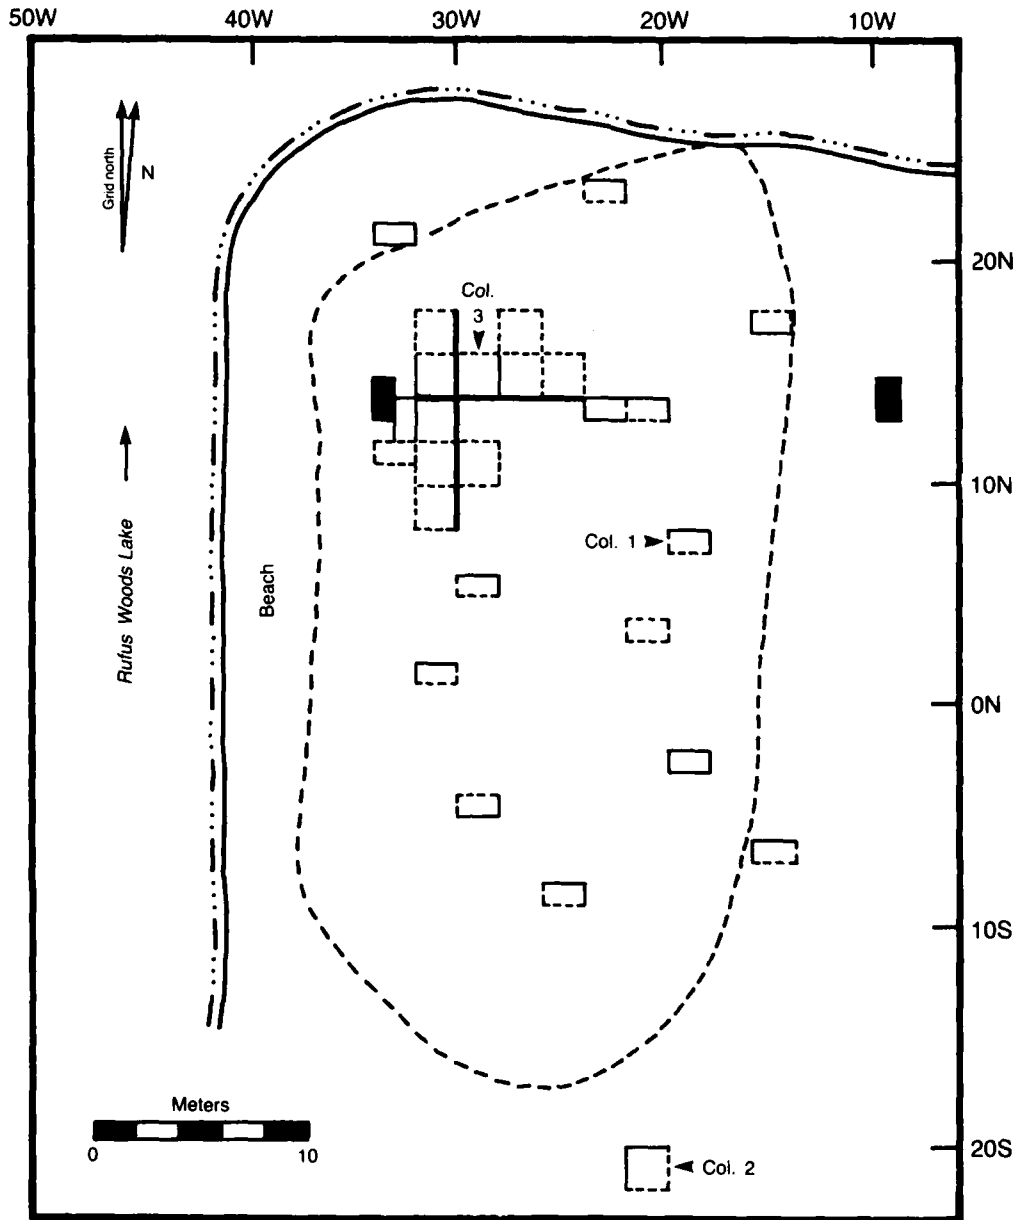 50W 40W 30W 20W 10W
Grid north
N
20N
Col.
3
10N
Col. 1
Rufus Woods Lake
Beach
0N
10S
Meters
0 10
20S
Col. 2